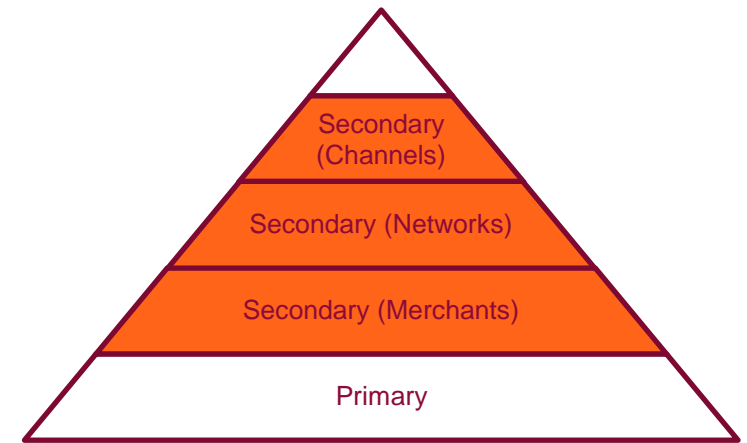 Secondary
(Channels)
Secondary (Networks)
Secondary (Merchants)
Primary